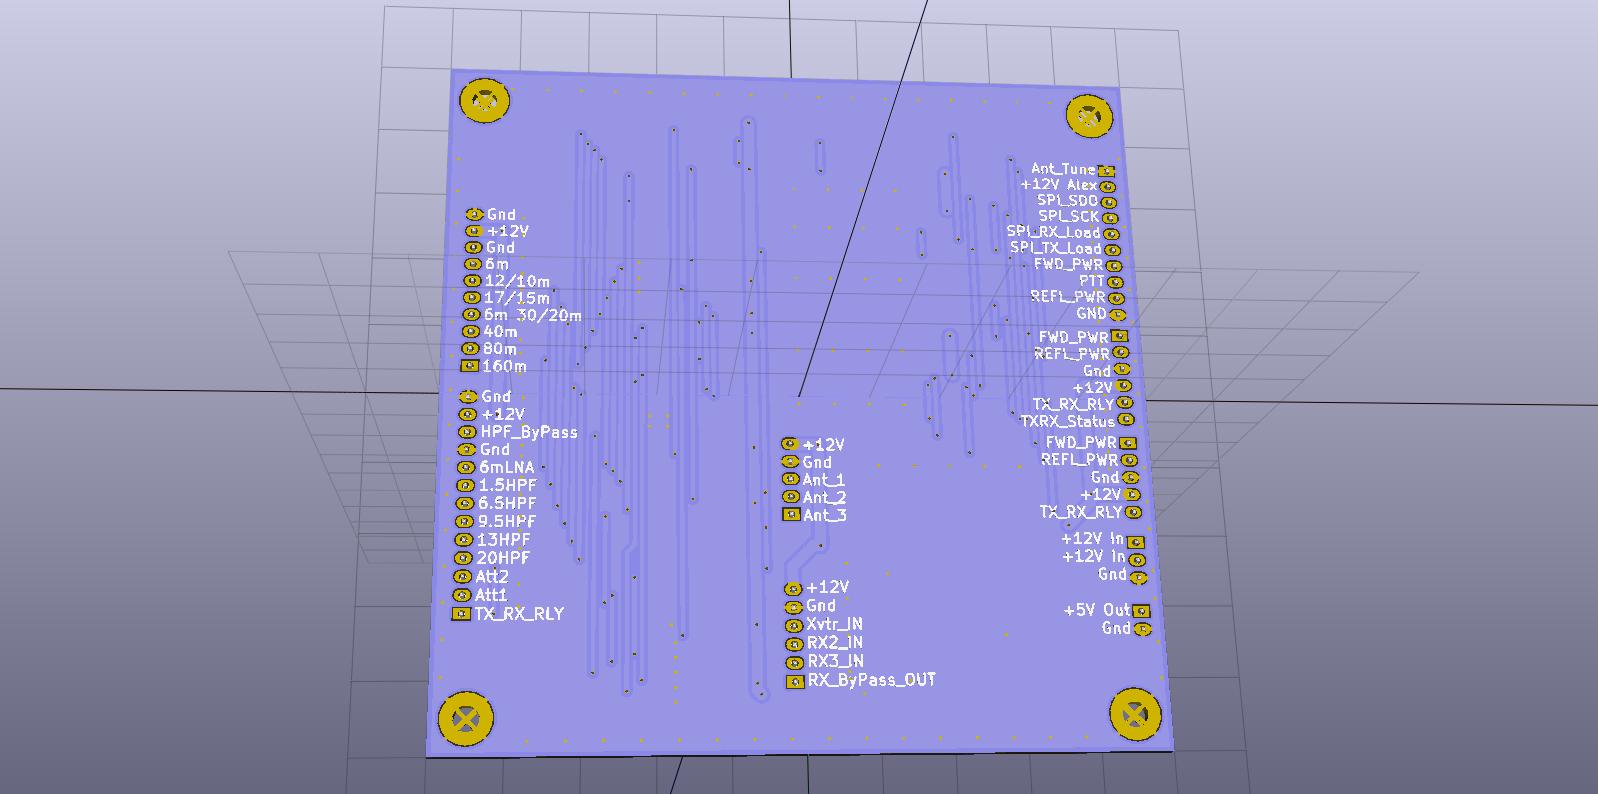 Gnd
+12V
Gnd
6m
12/10m
17/15m
6m 30/20m
40m
80m
160m
Gnd
+12V
HPF_ByPass
Gnd
6mLNA
1.5HPF
6.5HPF
9.5HPF
13HPF
20HPF
Att2
Att1
TX_RX_RLY
+12V
Gnd
Ant_1
Ant_2
Ant_3
+12V
Gnd
Xvtr_IN
RX2_IN
RX3_IN
RX_ByPass_OUT
Ant_Tune
+12V Alex
SPI_SDO
SPI_SCK
SPI_RX_Load
SPI_TX_Load
FWD_PWR
PTT
REFL_PWR
GND
FWD_PWR
REFL_PWR
Gnd
+12V
TX_RX_RLY
TXRX_Status
FWD_PWR
REFL_PWR
Gnd
+12V
TX_RX_RLY
+12V In
+12V In
Gnd
+5V Out
Gnd